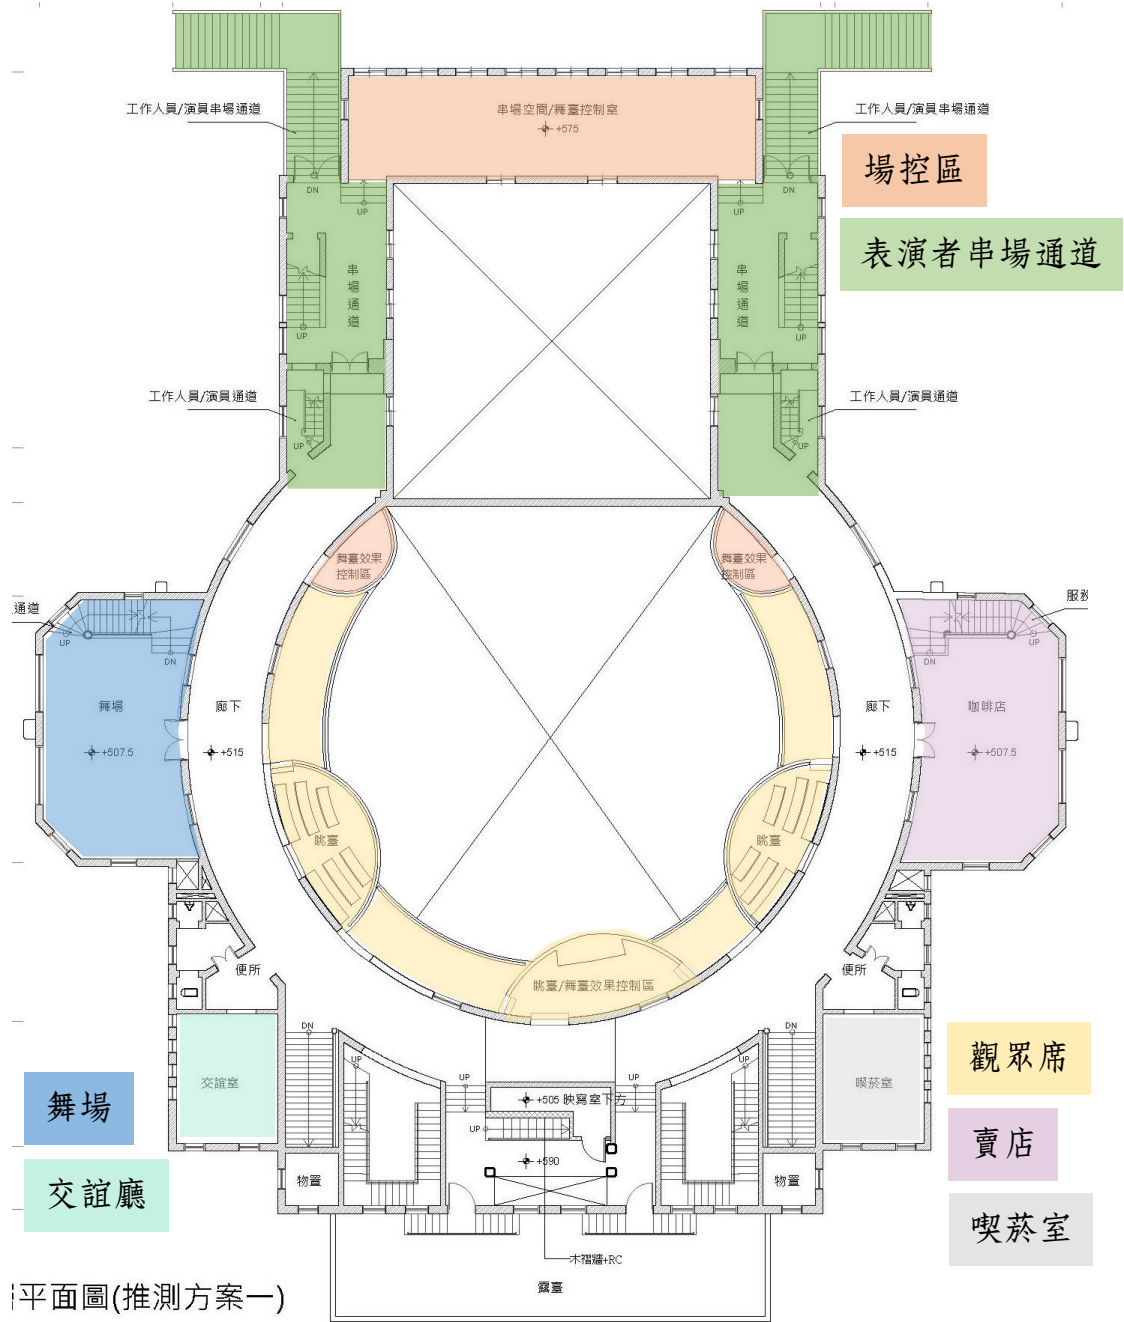 工作人員/演員串場通道
串場空間/舞臺控制室
+575
工作人員/演員串場通道
場控區
DN
UP
UP
DN
表演者串場通道
串場通道
串場通道
UP
UP
工作人員/演員通道
工作人員/演員通道
UP
UP
舞臺效果
控制區
舞臺效果
控制區
通道
服務
UP
DN
DN
UP
舞場
廊下
廊下
咖啡店
+507.5
+515
+515
+507.5
眺臺
眺臺
便所
眺臺/舞臺效果控制區
便所
DN
DN
交誼室
UP
UP
UP
UP
喫菸室
觀眾席
舞場
+505 映寫室下方
UP
賣店
+590
交誼廳
物置
物置
喫菸室
木摺牆+RC
露臺
平面圖(推測方案一)